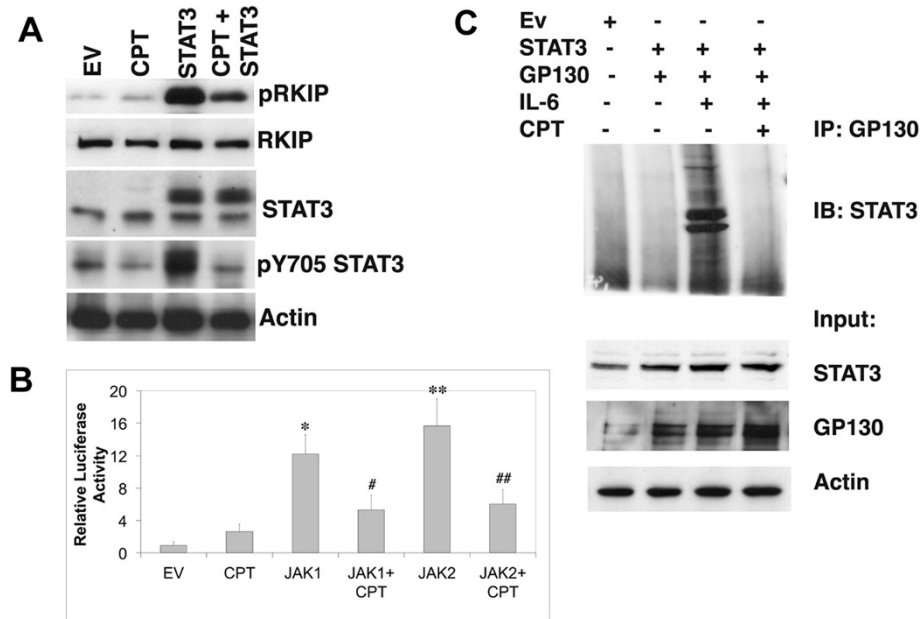 A
EV
CPT
STAT3
CPT +
STAT3
pRKIP
RKIP
STAT3
pY705 STAT3
Actin
B
Relative Luciferase
Activity
20
16
12
8
4
0
*
#
**
##
EV
CPT
JAK1
JAK1+
CPT
JAK2
JAK2+
CPT
C
Ev + - - -
STAT3 - + + +
GP130 - + + +
IL-6 - - + +
CPT - - - +
IP: GP130
IB: STAT3
Input:
STAT3
GP130
Actin